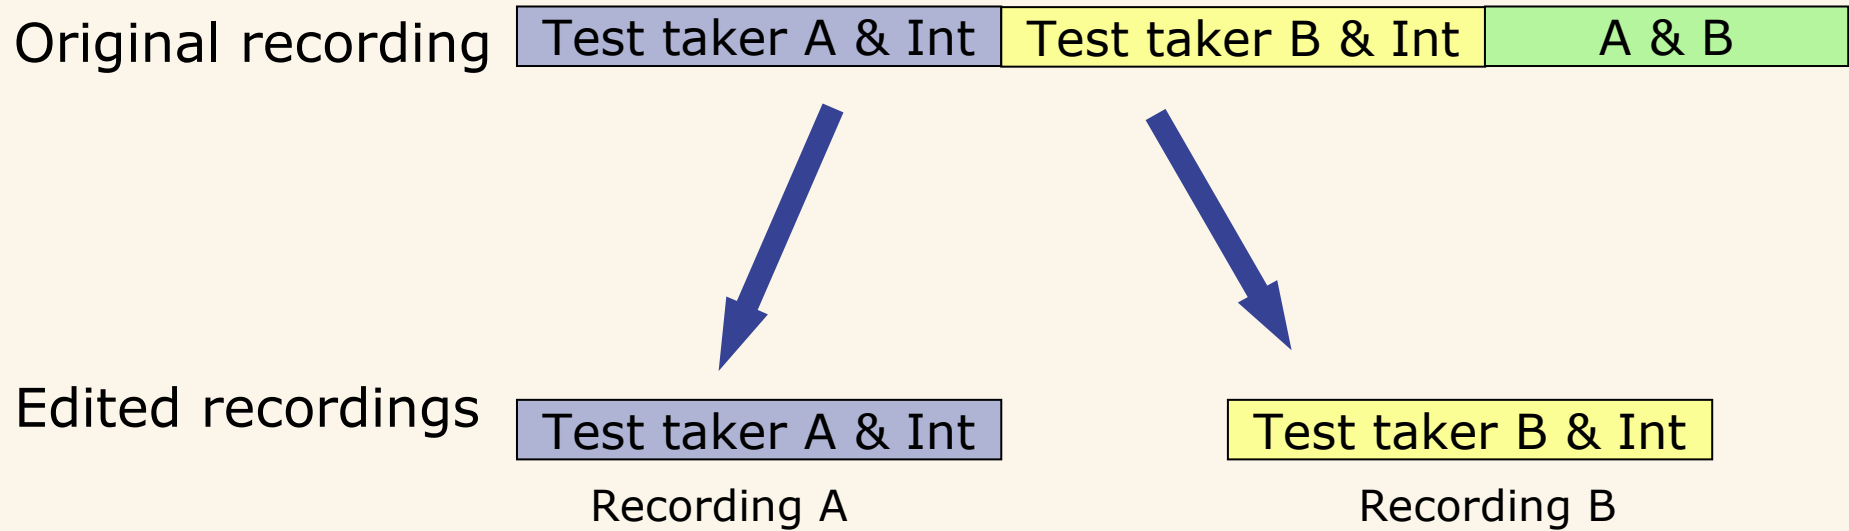 Original recording Test taker A & Int Test taker B & Int A & B
Edited recordings Test taker A & Int Test taker B & Int
Recording A Recording B